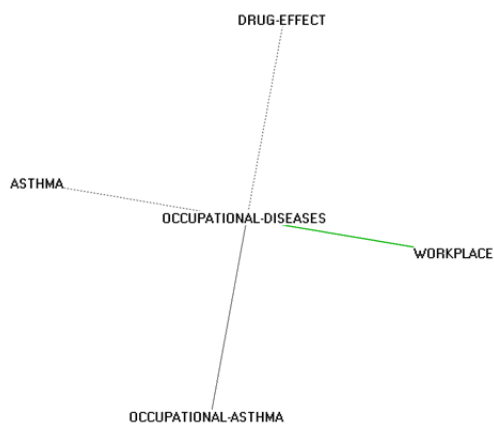 DRUG-EFFECT
ASTHMA
OCCUPATIONAL-DISEASES
WORKPLACE
OCCUPATIONAL-ASTHMA